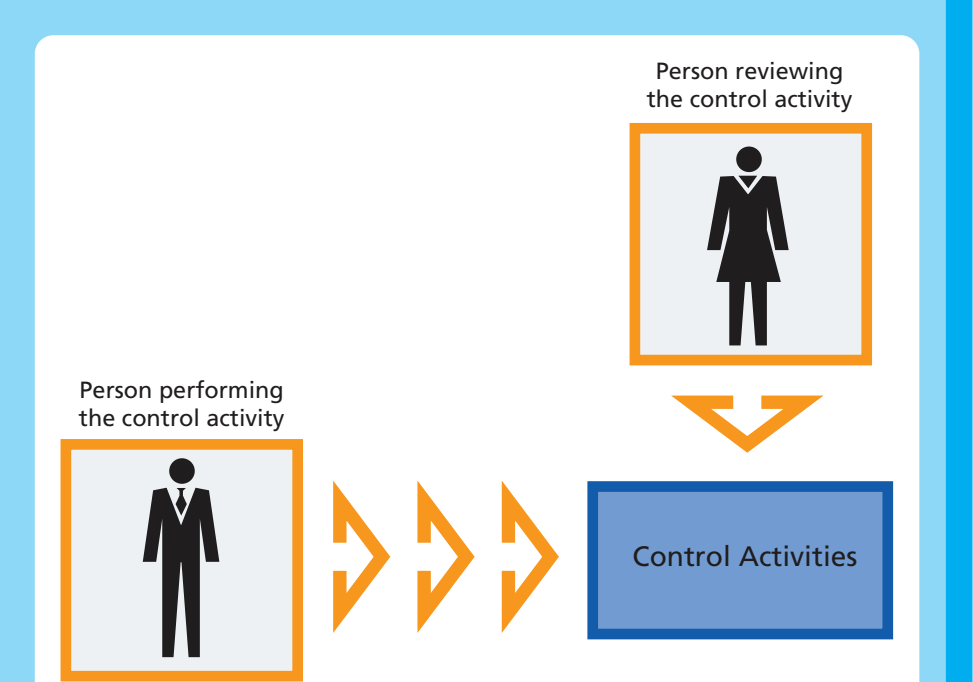 Person reviewing
the control activity
Person performing
the control activity
Control Activities